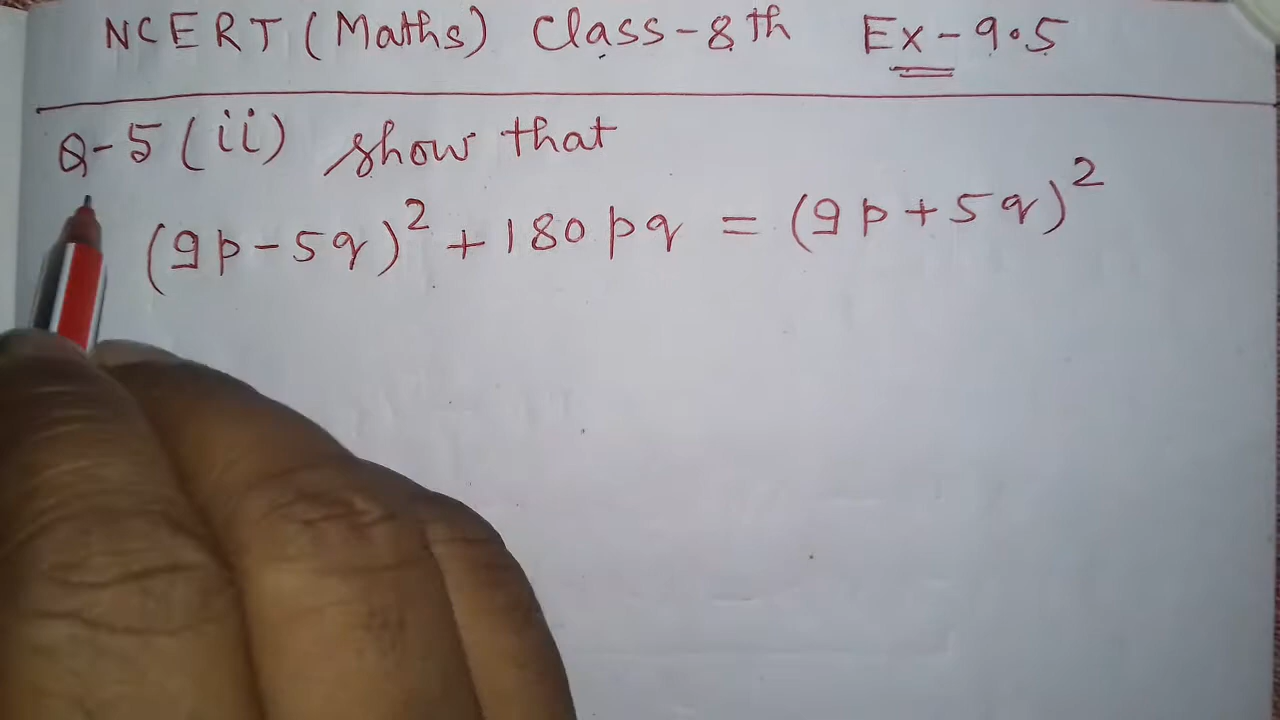 NCERT (Maths) Class-8th Ex-9.5
Q-5 (ii) show that
(9p-5q)² + 180pq = (9p+5q)²